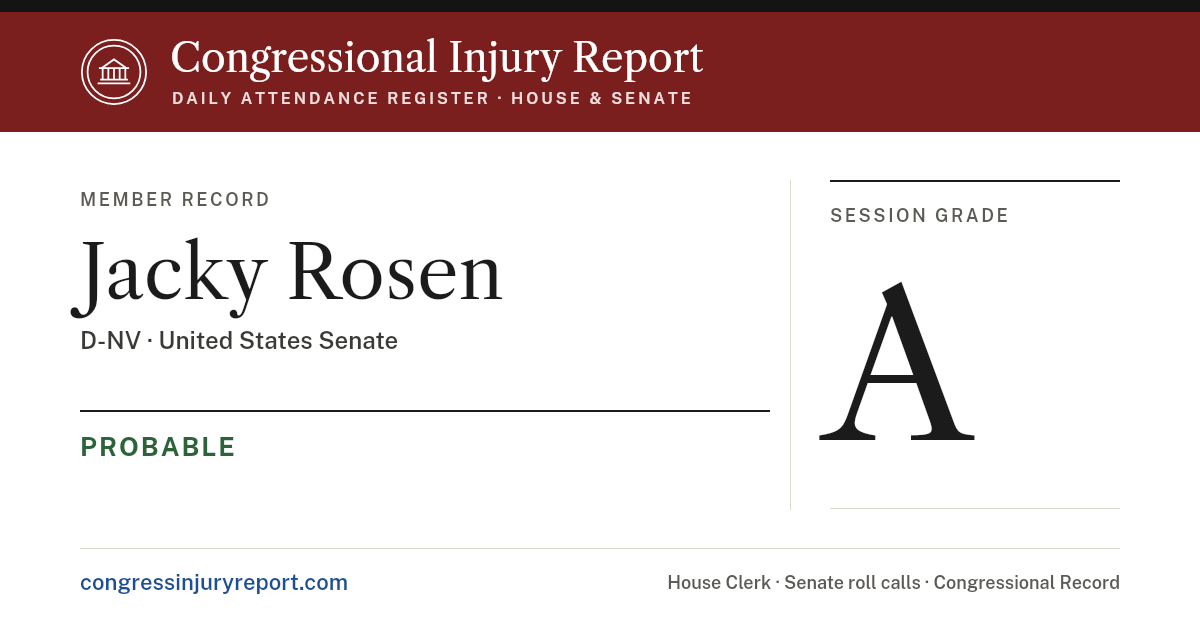 Congressional Injury Report
DAILY ATTENDANCE REGISTER · HOUSE & SENATE
MEMBER RECORD
Jacky Rosen
D-NV · United States Senate
PROBABLE
SESSION GRADE
A
congressinjuryreport.com
House Clerk · Senate roll calls · Congressional Record